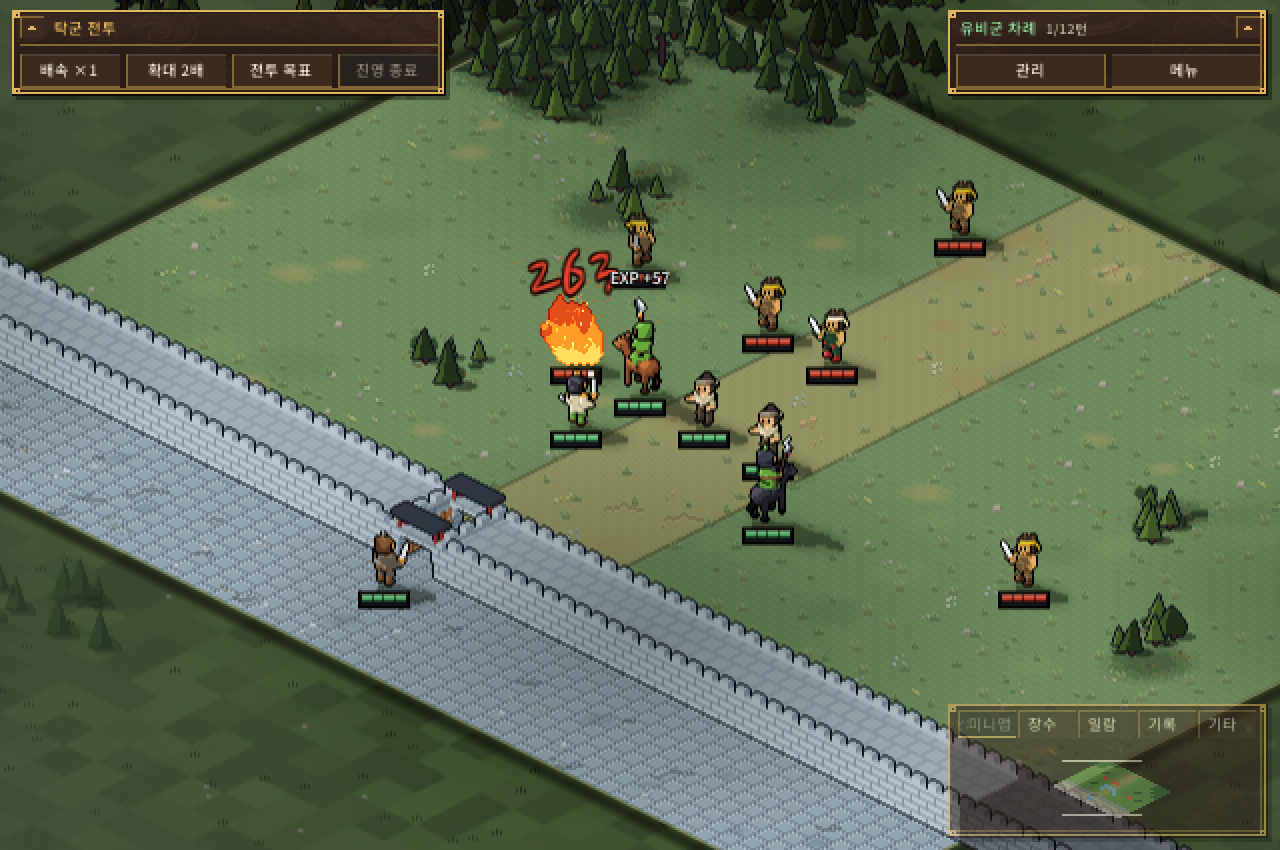 탁군 전투
배속 ×1
확대 2배
전투 목표
진영 종료
유비군 차례 1/12턴
관리
메뉴
263
EXP +57
미니맵
장수
일람
기록
기타